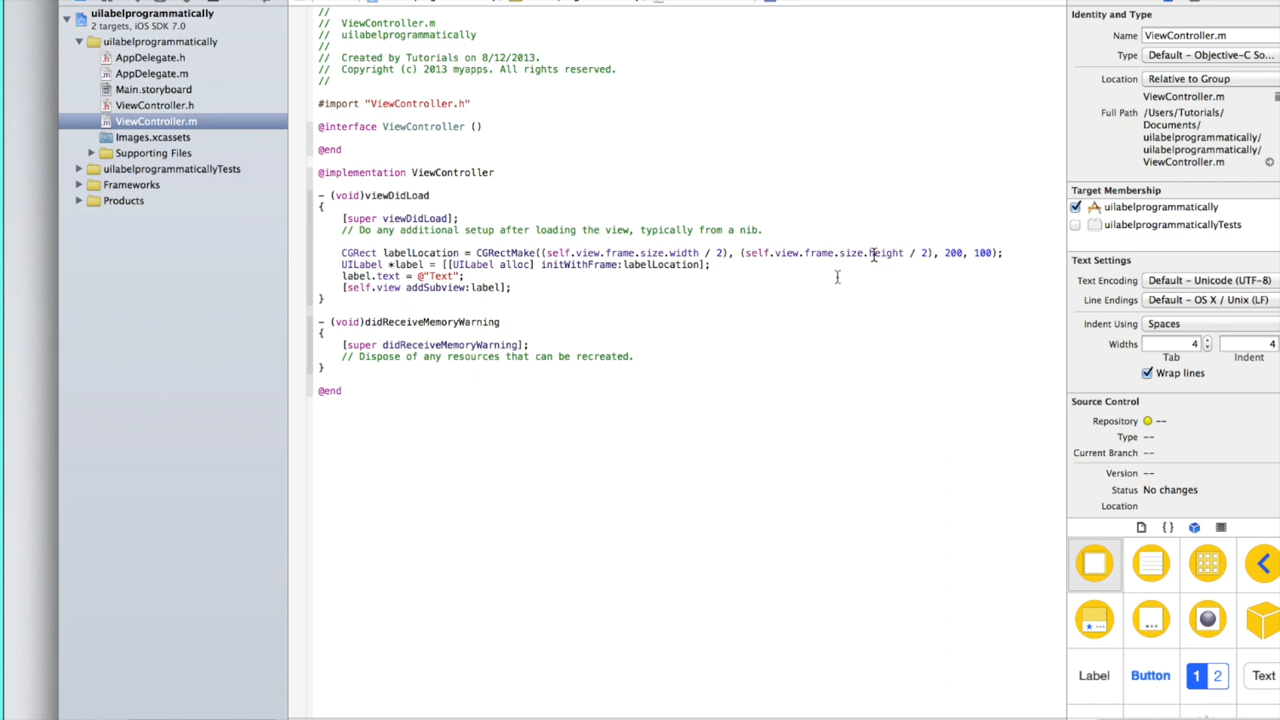 uilabelprogrammatically
2 targets, iOS SDK 7.0
uilabelprogrammatically
AppDelegate.h
AppDelegate.m
Main.storyboard
ViewController.h
ViewController.m
Images.xcassets
Supporting Files
uilabelprogrammaticallyTests
Frameworks
Products
//
//  ViewController.m
//  uilabelprogrammatically
//
//  Created by Tutorials on 8/12/2013.
//  Copyright (c) 2013 myapps. All rights reserved.
//
#import "ViewController.h"
@interface ViewController ()
@end
@implementation ViewController
- (void)viewDidLoad
{
    [super viewDidLoad];
    // Do any additional setup after loading the view, typically from a nib.
    CGRect labelLocation = CGRectMake((self.view.frame.size.width / 2), (self.view.frame.size.height / 2), 200, 100);
    UILabel *label = [[UILabel alloc] initWithFrame:labelLocation];
    label.text = @"Text";
    [self.view addSubview:label];
}
- (void)didReceiveMemoryWarning
{
    [super didReceiveMemoryWarning];
    // Dispose of any resources that can be recreated.
}
@end
Identity and Type
Name ViewController.m
Type Default - Objective-C So...
Location Relative to Group
ViewController.m
Full Path /Users/Tutorials/
Documents/
uilabelprogrammatically/
uilabelprogrammatically/
ViewController.m
Target Membership
uilabelprogrammatically
uilabelprogrammaticallyTests
Text Settings
Text Encoding Default - Unicode (UTF-8)
Line Endings Default - OS X / Unix (LF)
Indent Using Spaces
Widths 4 4
Tab Indent
Wrap lines
Source Control
Repository --
Type --
Current Branch --
Version --
Status No changes
Location
{}
Label Button 1 2 Text